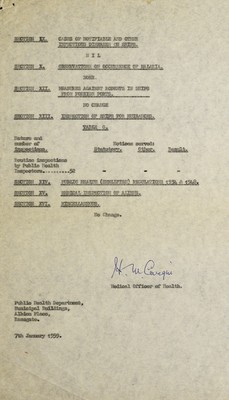 SECTION IX. CASES OF NOTIFIABLE AND OTHER
INFECTIOUS DISEASES ON SHIPS.
NIL
SECTION X. OBSERVATIONS ON OCCURRENCE OF MALARIA.
NONE
SECTION XII. MEASURES AGAINST RODENTS IN SHIPS
FROM FOREIGN PORTS.
NO CHANGE
SECTION XIII. INSPECTION OF SHIPS FOR NUISANCES.
TABLE G.
Nature and
number of Notices served:
Inspections. Statutory. Other. Result.
Routine inspections
by Public Health
Inspectors..........52 - - -
SECTION XIV. PUBLIC HEALTH (SHELLFISH) REGULATIONS 1934 & 1948.
SECTION XV. MEDICAL INSPECTION OF ALIENS.
SECTION XVI. MISCELLANEOUS.
No Change.
Medical Officer of Health.
Public Health Department,
Municipal Buildings,
Albion Place,
Ramsgate.
7th January 1959.